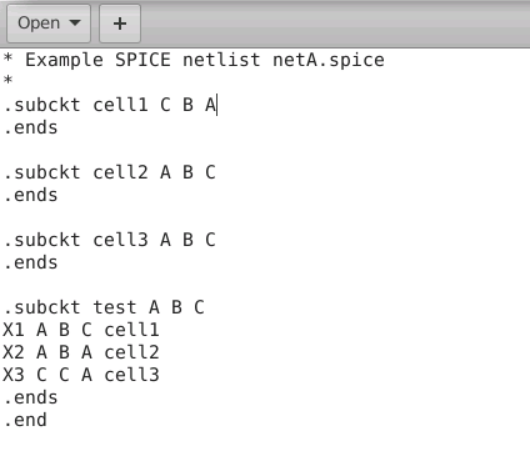 Open +
* Example SPICE netlist netA.spice
*
.subckt cell1 C B A
.ends
.subckt cell2 A B C
.ends
.subckt cell3 A B C
.ends
.subckt test A B C
X1 A B C cell1
X2 A B A cell2
X3 C C A cell3
.ends
.end